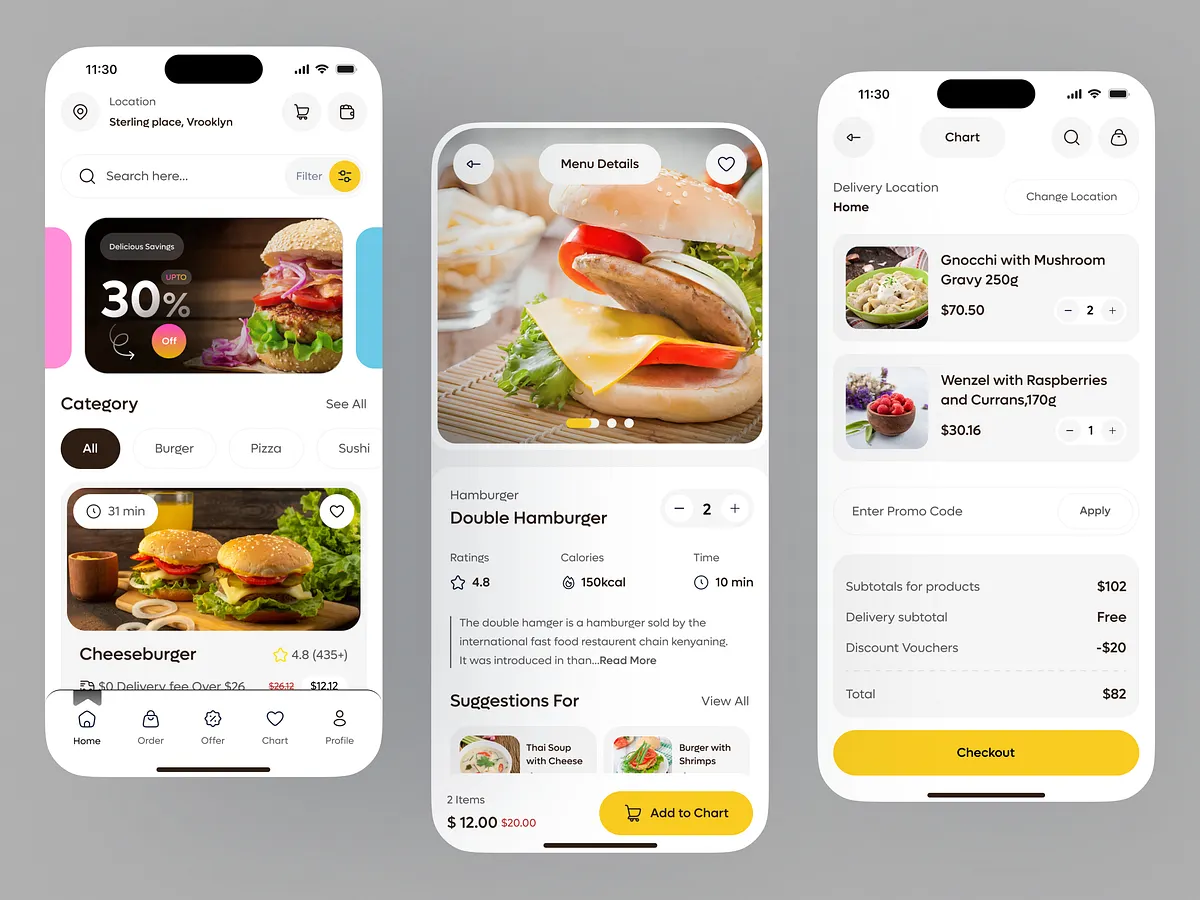 11:30
Location
Sterling place, Vrooklyn
Search here...
Filter
Delicious Savings
UPTO
30%
Off
Category
See All
All
Burger
Pizza
Sushi
31 min
Cheeseburger
4.8 (435+)
$0 Delivery fee Over $26
$26.12
$12.12
Home
Order
Offer
Chart
Profile
Menu Details
Hamburger
Double Hamburger
2
Ratings
Calories
Time
4.8
150kcal
10 min
The double hamger is a hamburger sold by the
international fast food restaurent chain kenyaning.
It was introduced in than...Read More
Suggestions For
View All
Thai Soup
with Cheese
Burger with
Shrimps
2 Items
$ 12.00 $20.00
Add to Chart
11:30
Chart
Delivery Location
Home
Change Location
Gnocchi with Mushroom
Gravy 250g
$70.50
2
Wenzel with Raspberries
and Currans,170g
$30.16
1
Enter Promo Code
Apply
Subtotals for products
$102
Delivery subtotal
Free
Discount Vouchers
-$20
Total
$82
Checkout